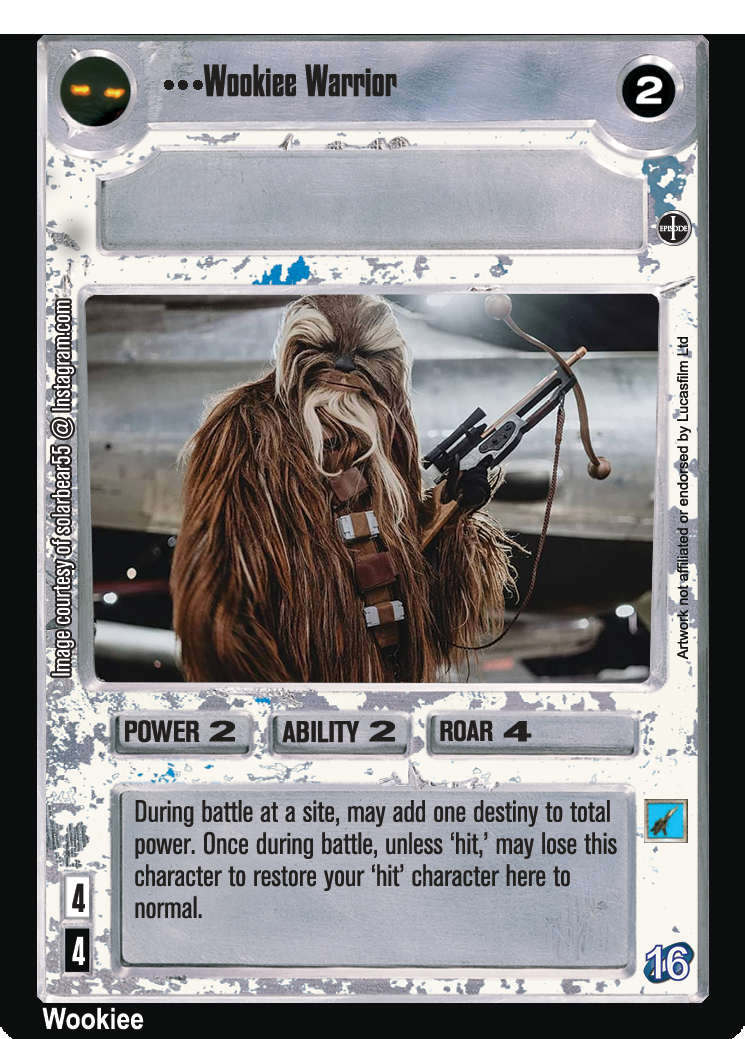 •••Wookiee Warrior
2
EPISODE I
Image courtesy of solarbear55 @ Instagram.com
Artwork not affiliated or endorsed by Lucasfilm Ltd
POWER 2
ABILITY 2
ROAR 4
During battle at a site, may add one destiny to total
power. Once during battle, unless ‘hit,’ may lose this
character to restore your ‘hit’ character here to
normal.
4
4
16
Wookiee